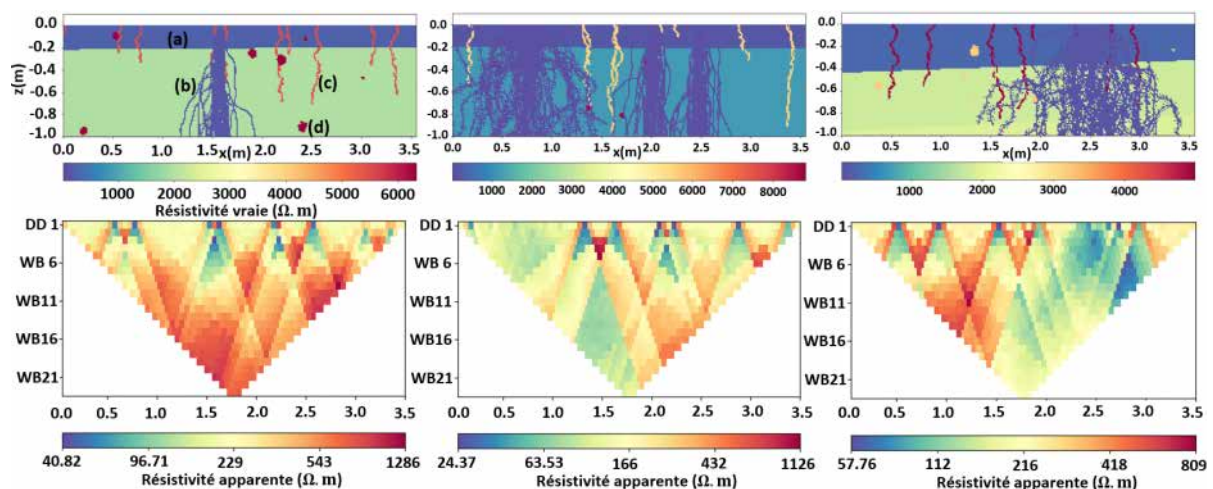 0.0
-0.2
-0.4
-0.6
-0.8
-1.0
z(m)
(a)
(b)
(c)
(d)
0.0 0.5 1.0 1.5 x(m) 2.0 2.5 3.0 3.5
1000 2000 3000 4000 5000 6000
Résistivité vraie (Ω. m)
0.0
-0.2
-0.4
-0.6
-0.8
-1.0
0.0 0.5 1.0 1.5 x(m) 2.0 2.5 3.0 3.5
1000 2000 3000 4000 5000 6000 7000 8000
0.0
-0.2
-0.4
-0.6
-0.8
-1.0
0.0 0.5 1.0 1.5 x(m) 2.0 2.5 3.0 3.5
1000 2000 3000 4000
DD 1
WB 6
WB11
WB16
WB21
0.0 0.5 1.0 1.5 2.0 2.5 3.0 3.5
40.82 96.71 229 543 1286
Résistivité apparente (Ω. m)
DD 1
WB 6
WB11
WB16
WB21
0.0 0.5 1.0 1.5 2.0 2.5 3.0 3.5
24.37 63.53 166 432 1126
Résistivité apparente (Ω. m)
DD 1
WB 6
WB11
WB16
WB21
0.0 0.5 1.0 1.5 2.0 2.5 3.0 3.5
57.76 112 216 418 809
Résistivité apparente (Ω. m)